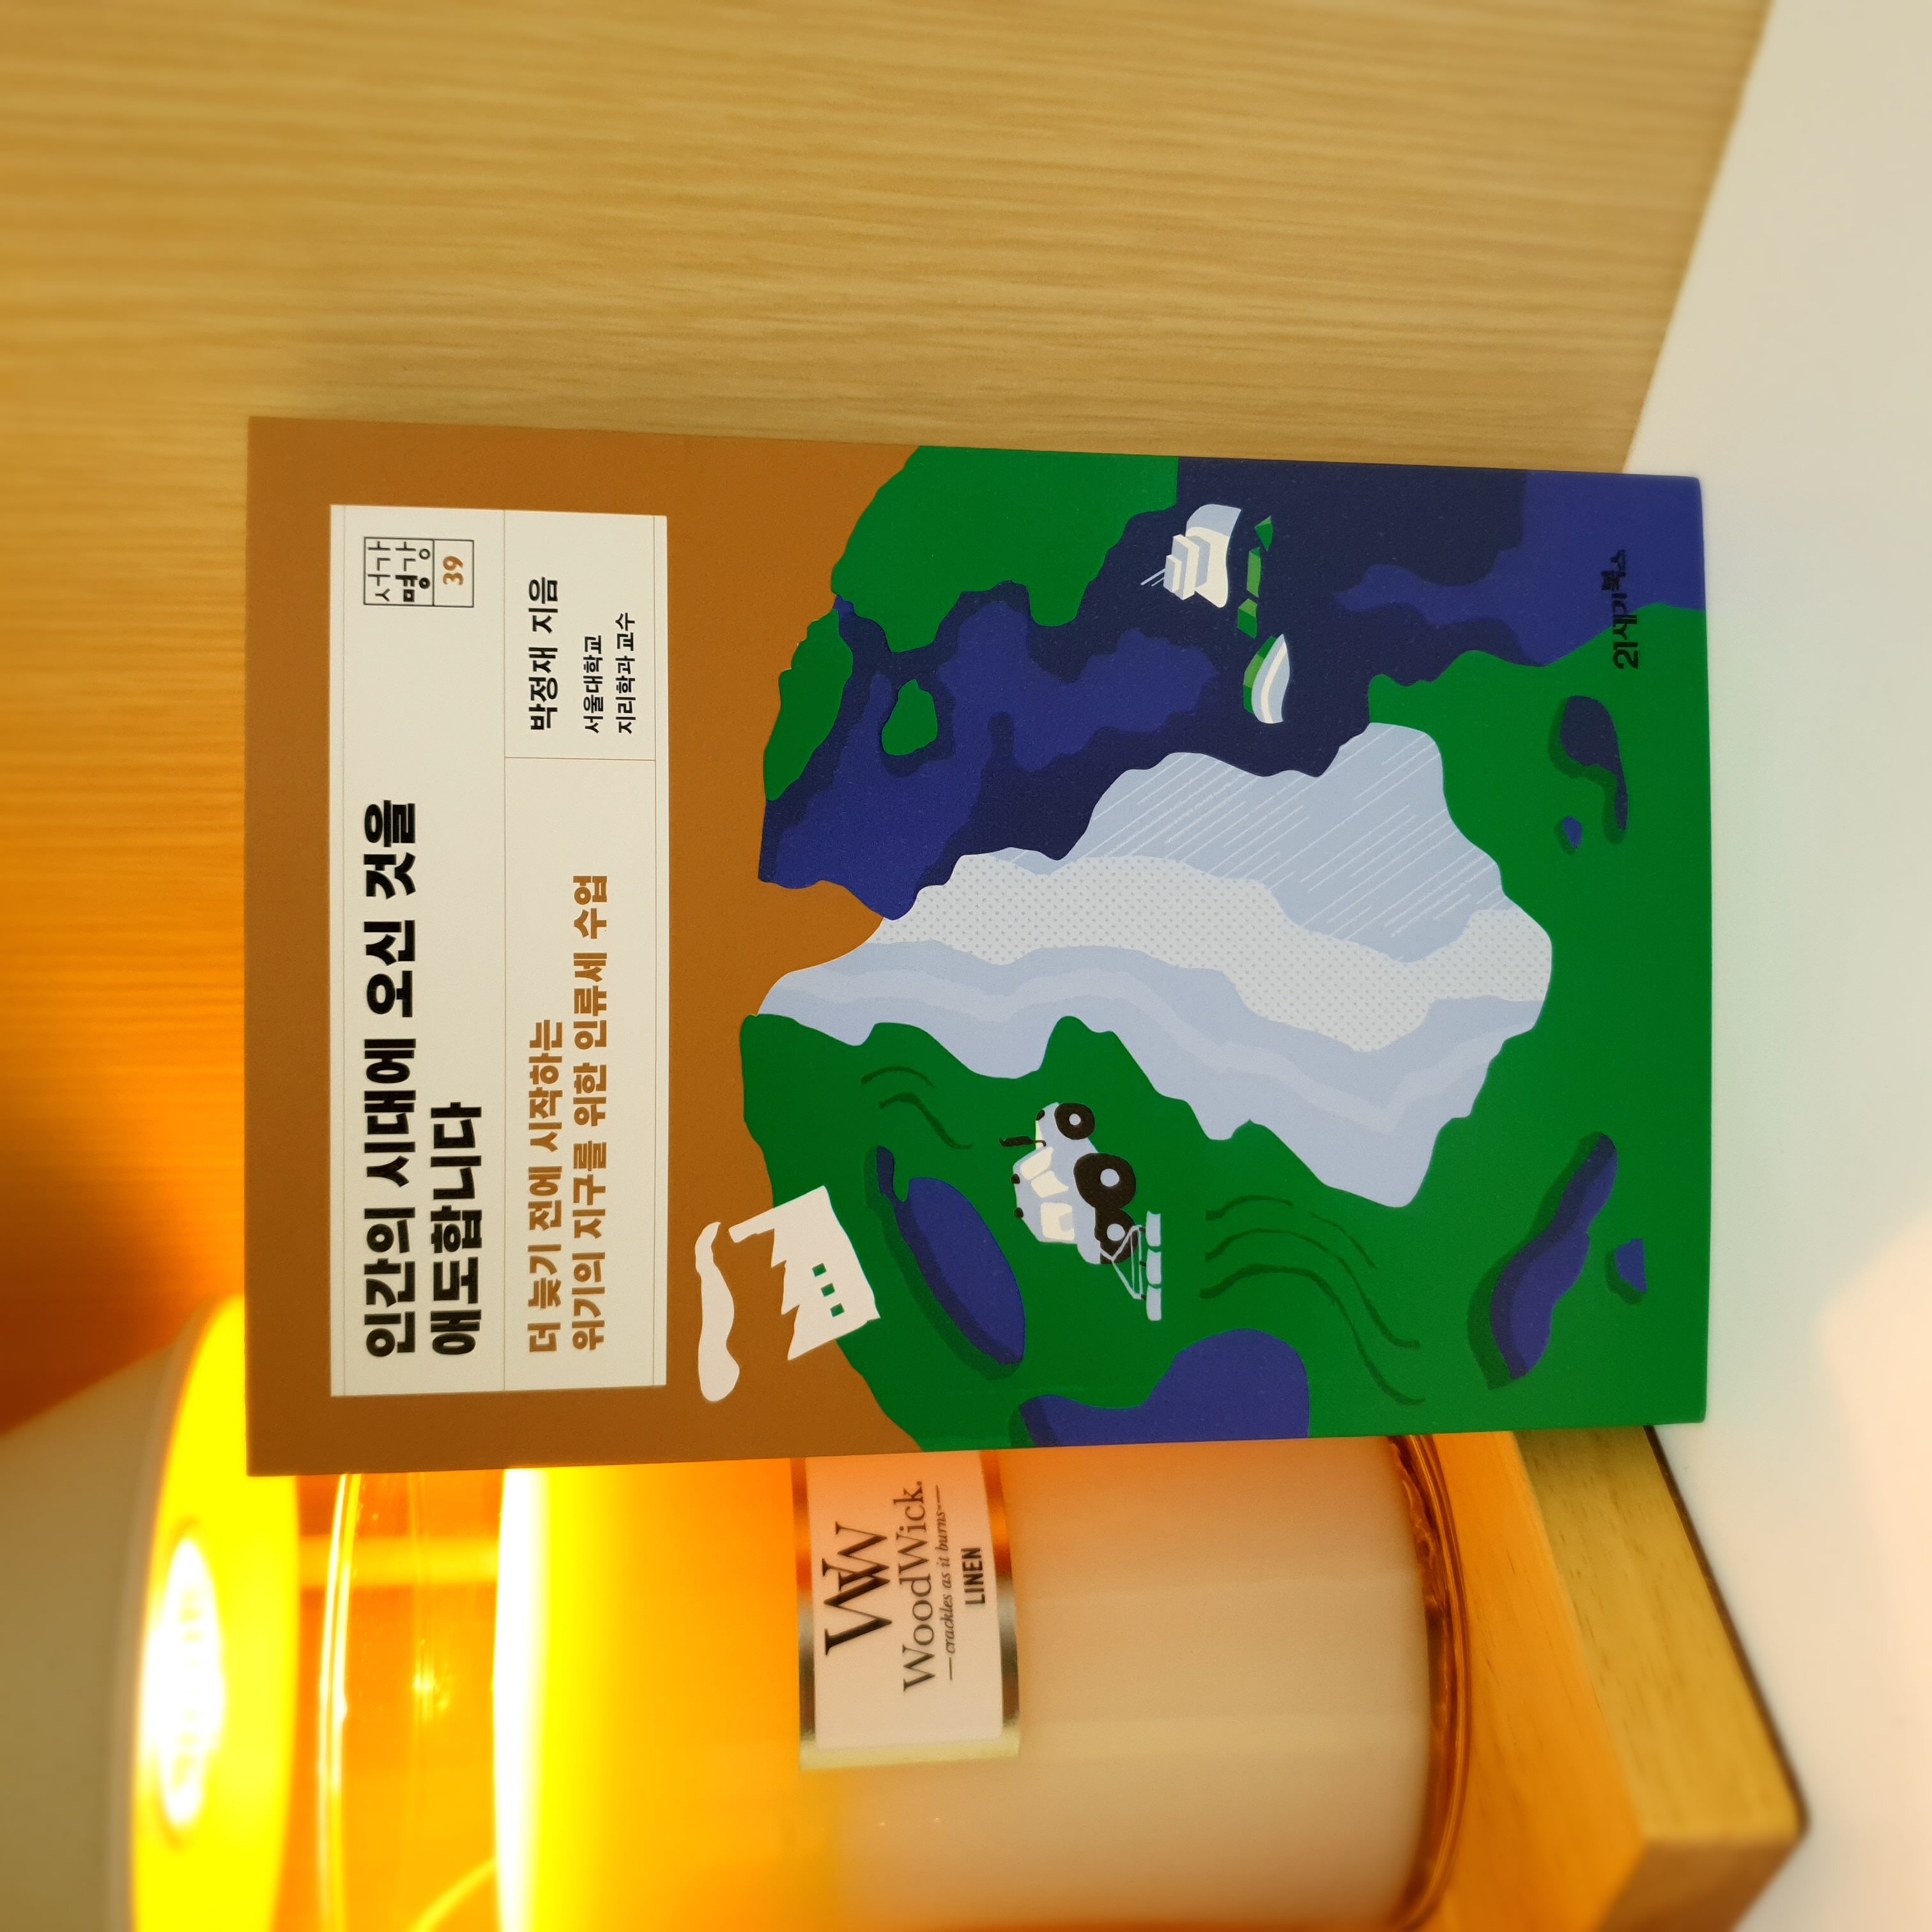 인간의 시대에 오신 것을
애도합니다
서가
명강
39
더 늦기 전에 시작하는
위기의 지구를 위한 인류세 수업
박정재 지음
서울대학교
지리학과 교수
21세기북스
WW
WoodWick.
—crackles as it burns—
LINEN